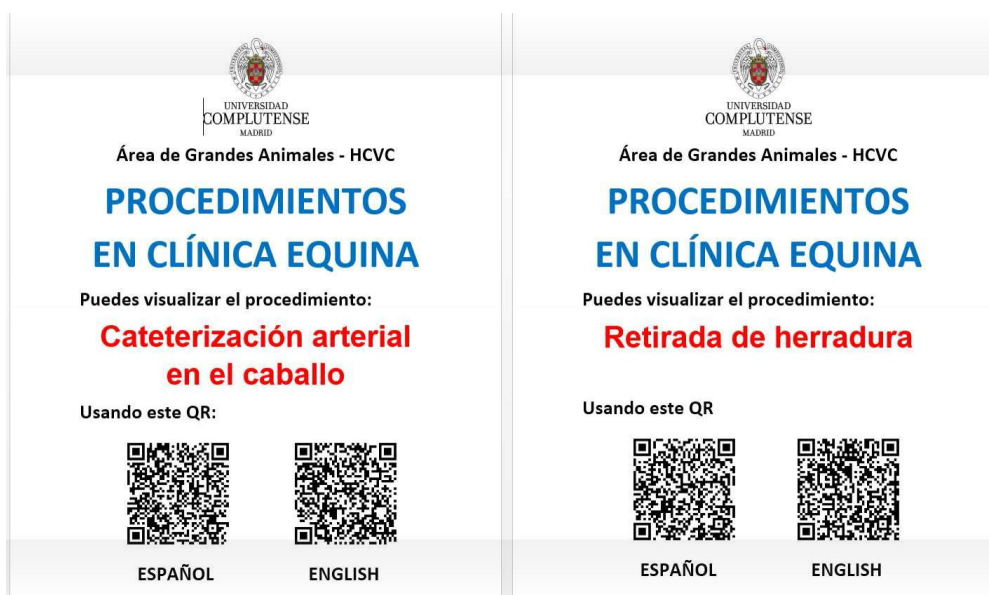 UNIVERSIDAD
COMPLUTENSE
MADRID
Área de Grandes Animales - HCVC
PROCEDIMIENTOS
EN CLÍNICA EQUINA
Puedes visualizar el procedimiento:
Cateterización arterial
en el caballo
Usando este QR:
ESPAÑOL
ENGLISH
UNIVERSIDAD
COMPLUTENSE
MADRID
Área de Grandes Animales - HCVC
PROCEDIMIENTOS
EN CLÍNICA EQUINA
Puedes visualizar el procedimiento:
Retirada de herradura
Usando este QR
ESPAÑOL
ENGLISH